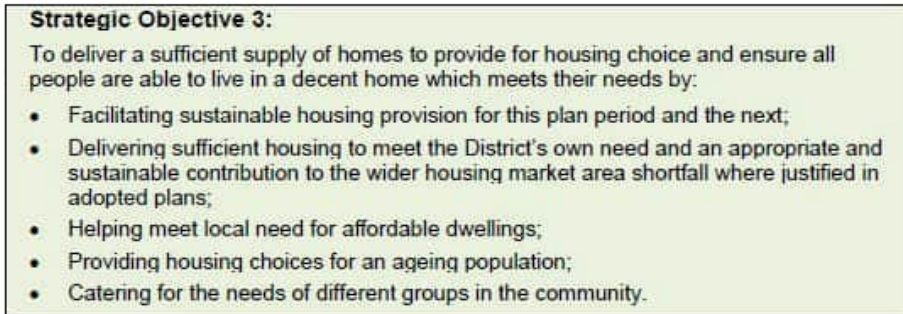 Strategic Objective 3:
To deliver a sufficient supply of homes to provide for housing choice and ensure all
people are able to live in a decent home which meets their needs by:
• Facilitating sustainable housing provision for this plan period and the next;
• Delivering sufficient housing to meet the District's own need and an appropriate and
sustainable contribution to the wider housing market area shortfall where justified in
adopted plans;
• Helping meet local need for affordable dwellings;
• Providing housing choices for an ageing population;
• Catering for the needs of different groups in the community.